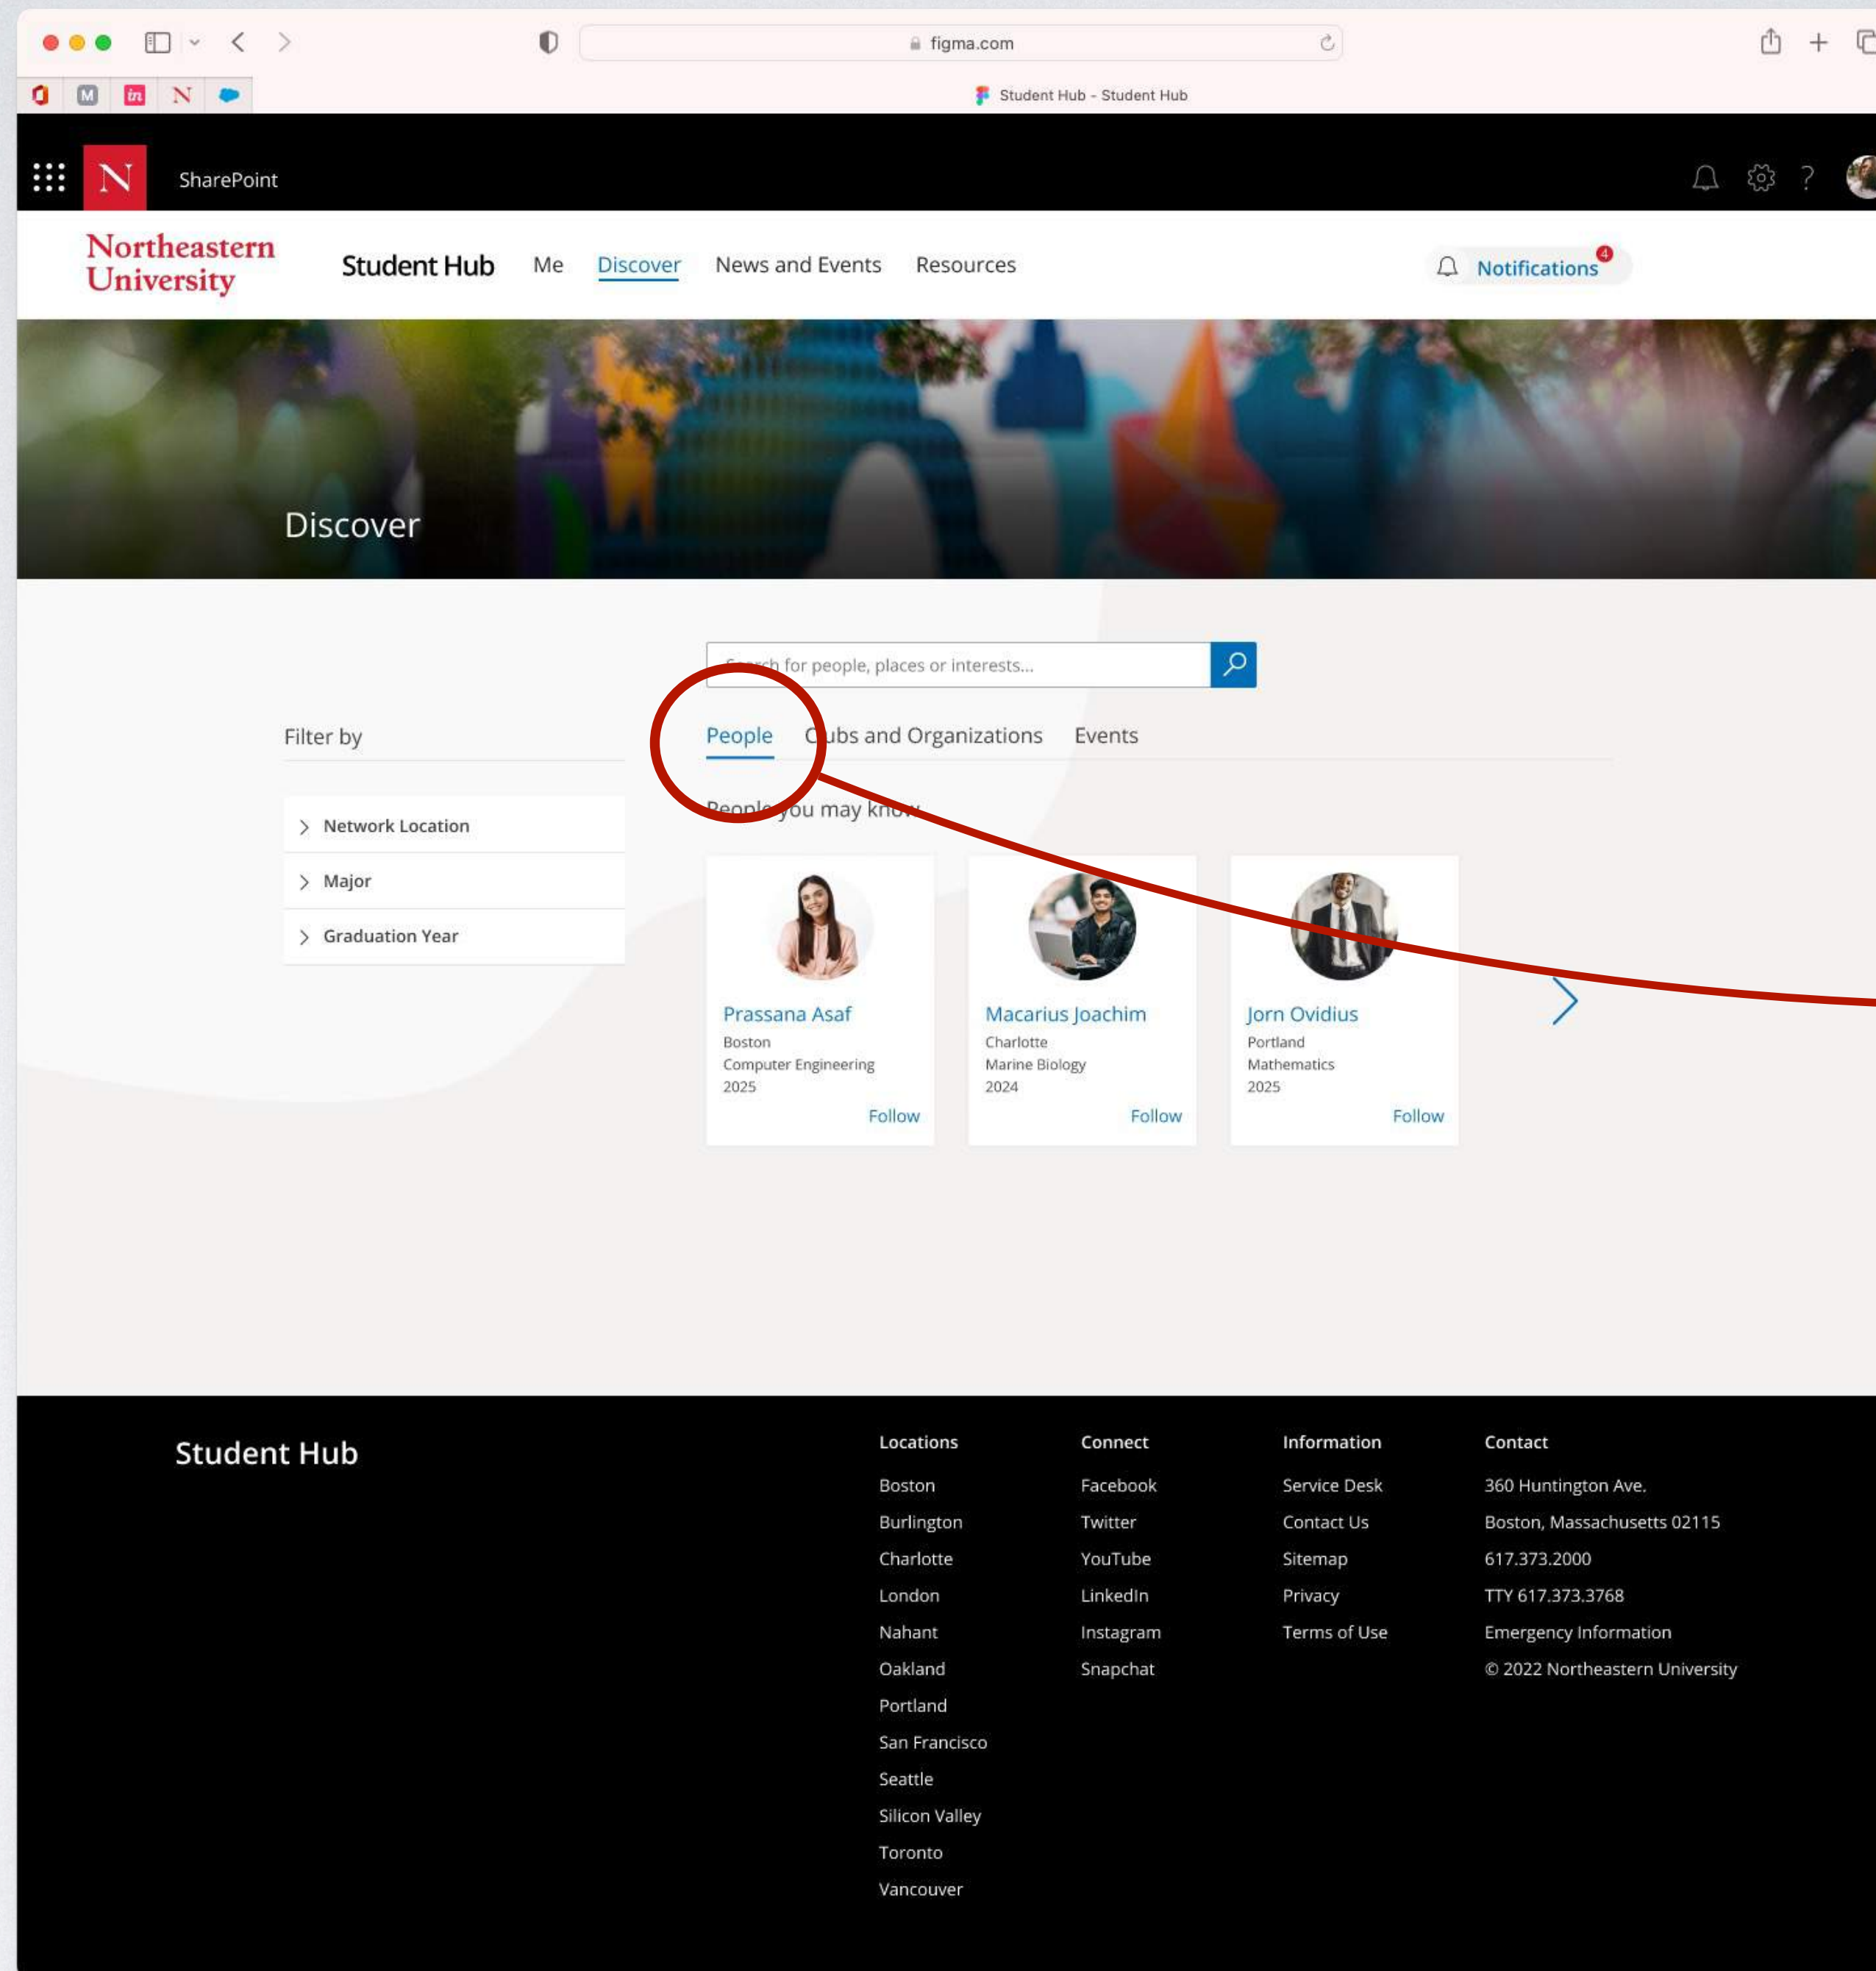 figma.com
M in N
Student Hub - Student Hub
N SharePoint
?
Northeastern
University
Student Hub Me Discover News and Events Resources
Notifications 4
Discover
Search for people, places or interests...
Filter by
People Clubs and Organizations Events
Network Location
Major
Graduation Year
People you may know
Prassana Asaf
Boston
Computer Engineering
2025
Follow
Macarius Joachim
Charlotte
Marine Biology
2024
Follow
Jorn Ovidius
Portland
Mathematics
2025
Follow
Student Hub
Locations
Boston
Burlington
Charlotte
London
Nahant
Oakland
Portland
San Francisco
Seattle
Silicon Valley
Toronto
Vancouver
Connect
Facebook
Twitter
YouTube
LinkedIn
Instagram
Snapchat
Information
Service Desk
Contact Us
Sitemap
Privacy
Terms of Use
Contact
360 Huntington Ave.
Boston, Massachusetts 02115
617.373.2000
TTY 617.373.3768
Emergency Information
© 2022 Northeastern University